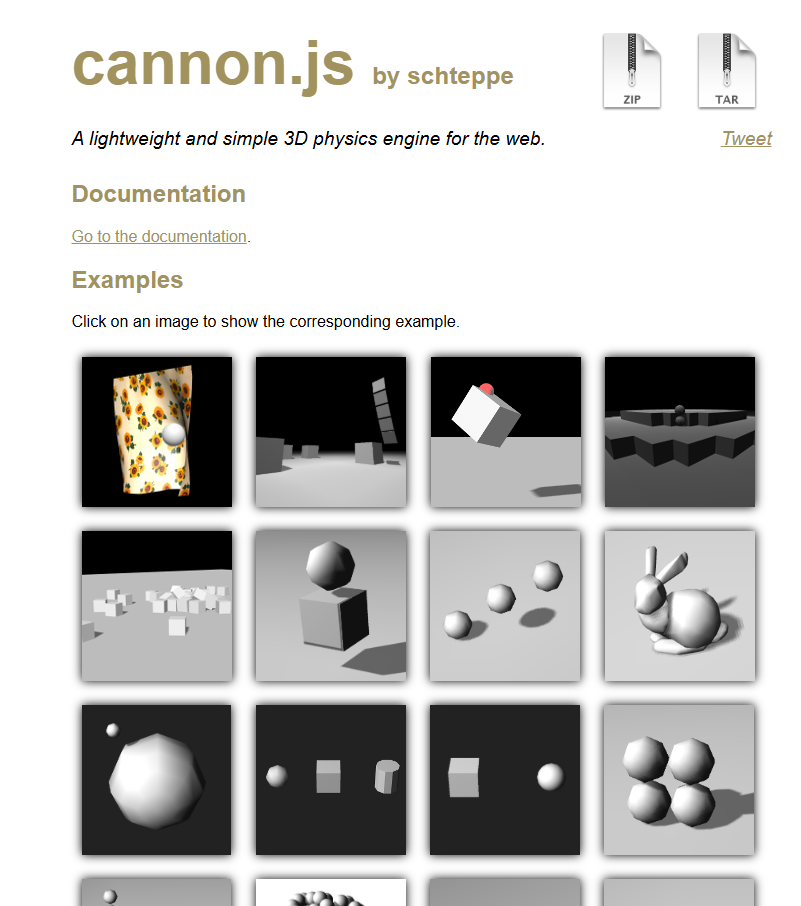 cannon.js by schteppe
ZIP
TAR
A lightweight and simple 3D physics engine for the web.
Tweet
Documentation
Go to the documentation.
Examples
Click on an image to show the corresponding example.